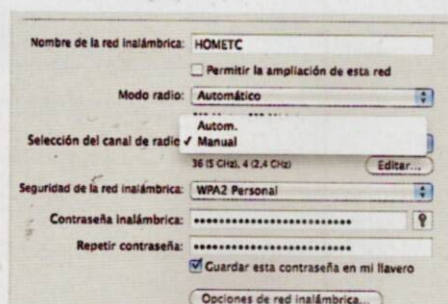 Nombre de la red inalámbrica: HOMETC
Permitir la ampliación de esta red
Modo radio: Automático
Autom.
Selección del canal de radio ✓ Manual
36 (5 GHz), 4 (2,4 GHz) Editar...
Seguridad de la red inalámbrica: WPA2 Personal
Contraseña inalámbrica: ••••••••••••••••••••••••
Repetir contraseña: ••••••••••••••••••••••••
Guardar esta contraseña en mi llavero
Opciones de red inalámbrica...